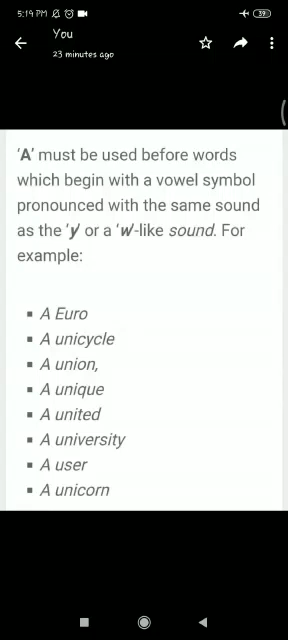 5:19 PM 39
You
23 minutes ago
'A' must be used before words
which begin with a vowel symbol
pronounced with the same sound
as the 'y' or a 'w'-like sound. For
example:
▪ A Euro
▪ A unicycle
▪ A union,
▪ A unique
▪ A united
▪ A university
▪ A user
▪ A unicorn